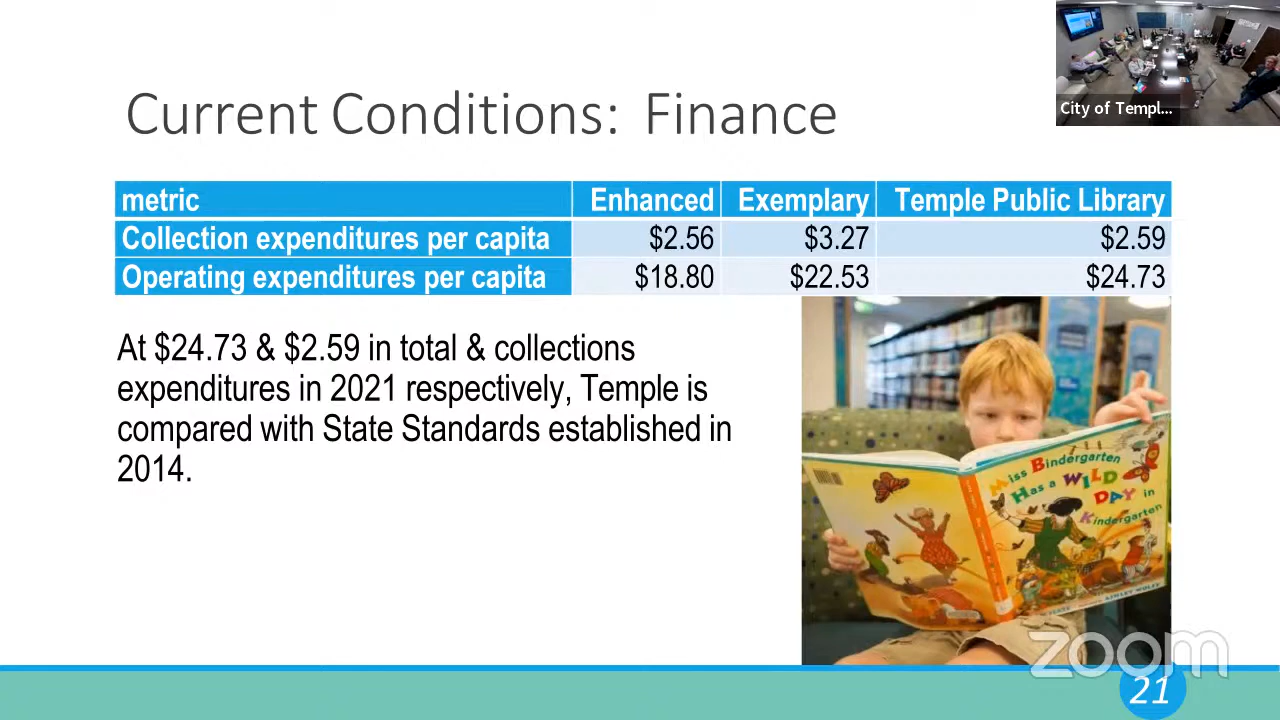 City of Templ...
Current Conditions: Finance
metric Enhanced Exemplary Temple Public Library
Collection expenditures per capita $2.56 $3.27 $2.59
Operating expenditures per capita $18.80 $22.53 $24.73
At $24.73 & $2.59 in total & collections
expenditures in 2021 respectively, Temple is
compared with State Standards established in
2014.
Miss Bindergarten
Has a WILD
DAY in
Kindergarten
ASHLEY WOLFF
zoom
21